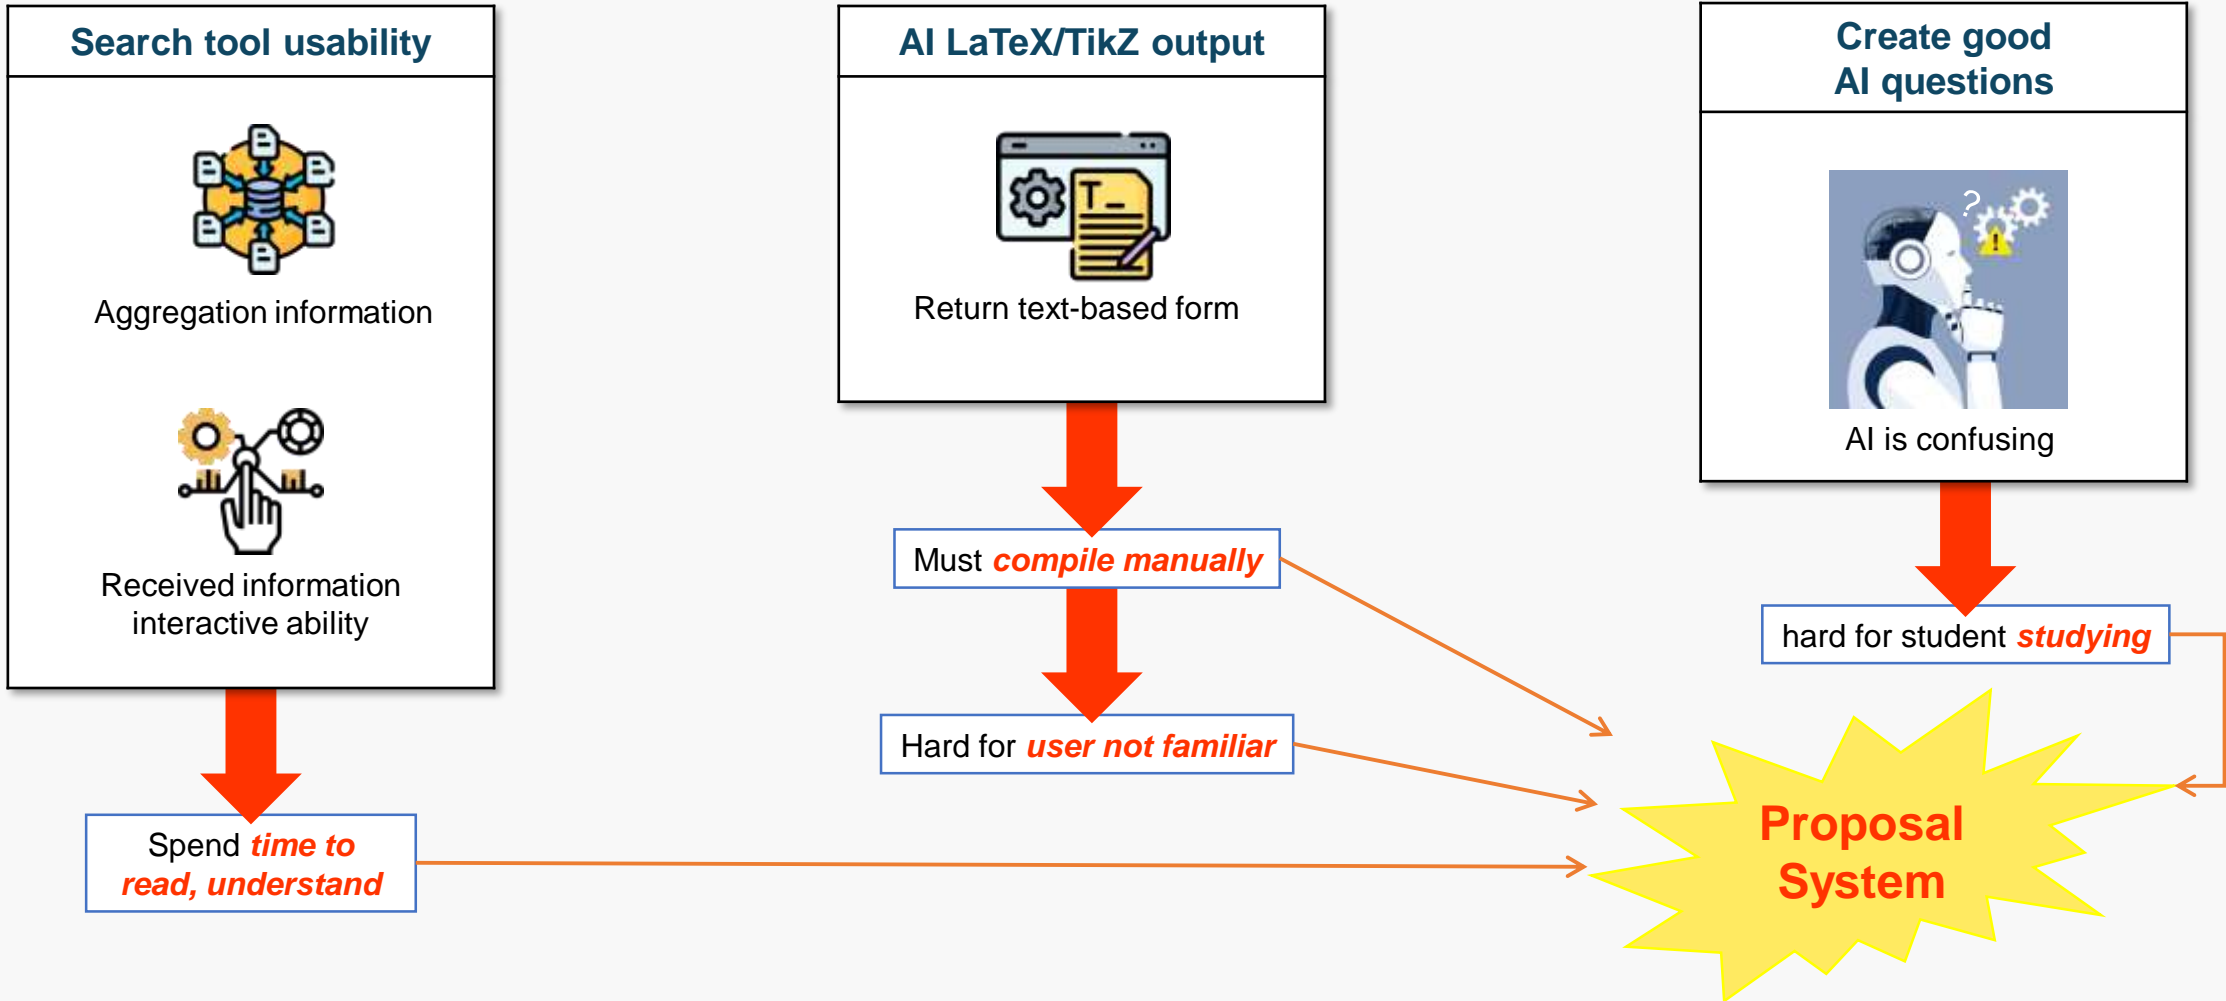 Search tool usability
Aggregation information
Received information
interactive ability
Spend time to
read, understand
AI LaTeX/TikZ output
T_
Return text-based form
Must compile manually
Hard for user not familiar
Create good
AI questions
?
!
AI is confusing
hard for student studying
Proposal
System